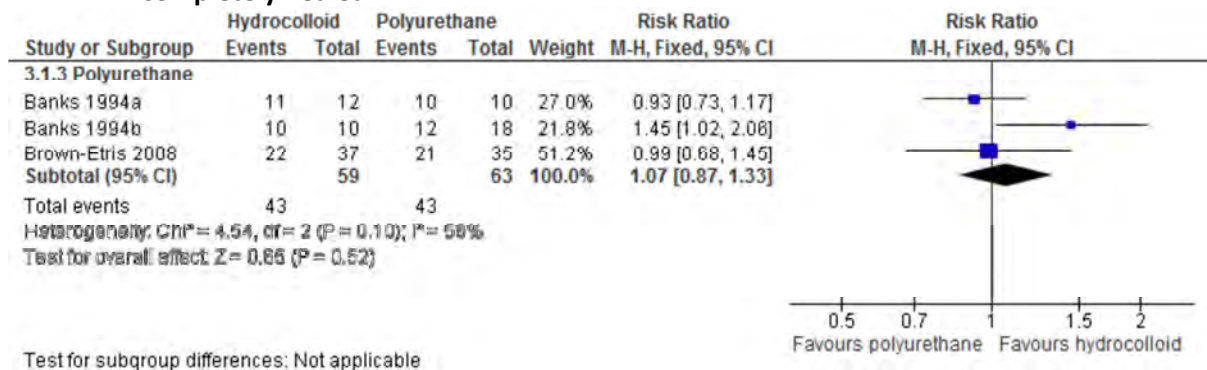 Hydrocolloid Polyurethane Risk Ratio Risk Ratio
Study or Subgroup Events Total Events Total Weight M-H, Fixed, 95% CI M-H, Fixed, 95% CI
3.1.3 Polyurethane
Banks 1994a 11 12 10 10 27.0% 0.93 [0.73, 1.17]
Banks 1994b 10 10 12 18 21.8% 1.45 [1.02, 2.06]
Brown-Etris 2008 22 37 21 35 51.2% 0.99 [0.68, 1.45]
Subtotal (95% CI) 59 63 100.0% 1.07 [0.87, 1.33]
Total events 43 43
Heterogeneity: Chi² = 4.54, df = 2 (P = 0.10); I² = 56%
Test for overall effect: Z = 0.65 (P = 0.52)
0.5 0.7 1 1.5 2
Favours polyurethane Favours hydrocolloid
Test for subgroup differences: Not applicable